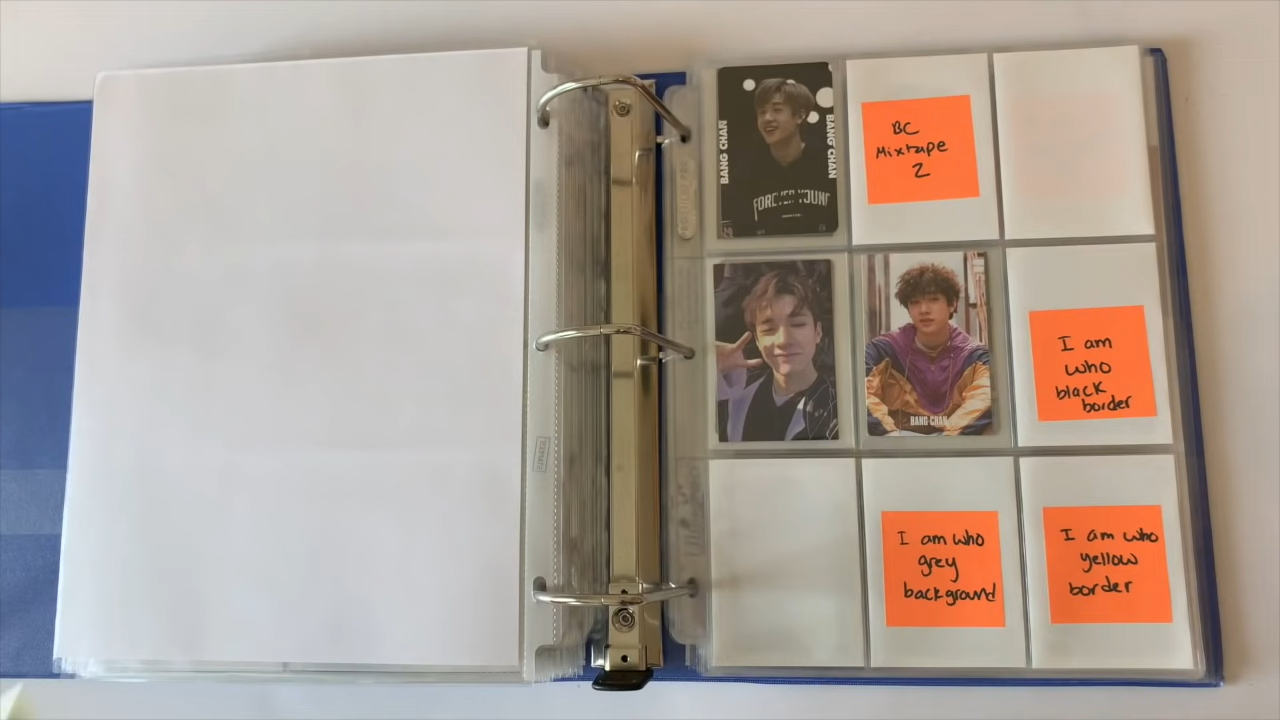 BANG CHAN
BANG CHAN
FOREVER YOUNG
BC
Mixtape
2
BANG CHAN
I am
who
black
border
I am who
grey
background
I am who
yellow
border